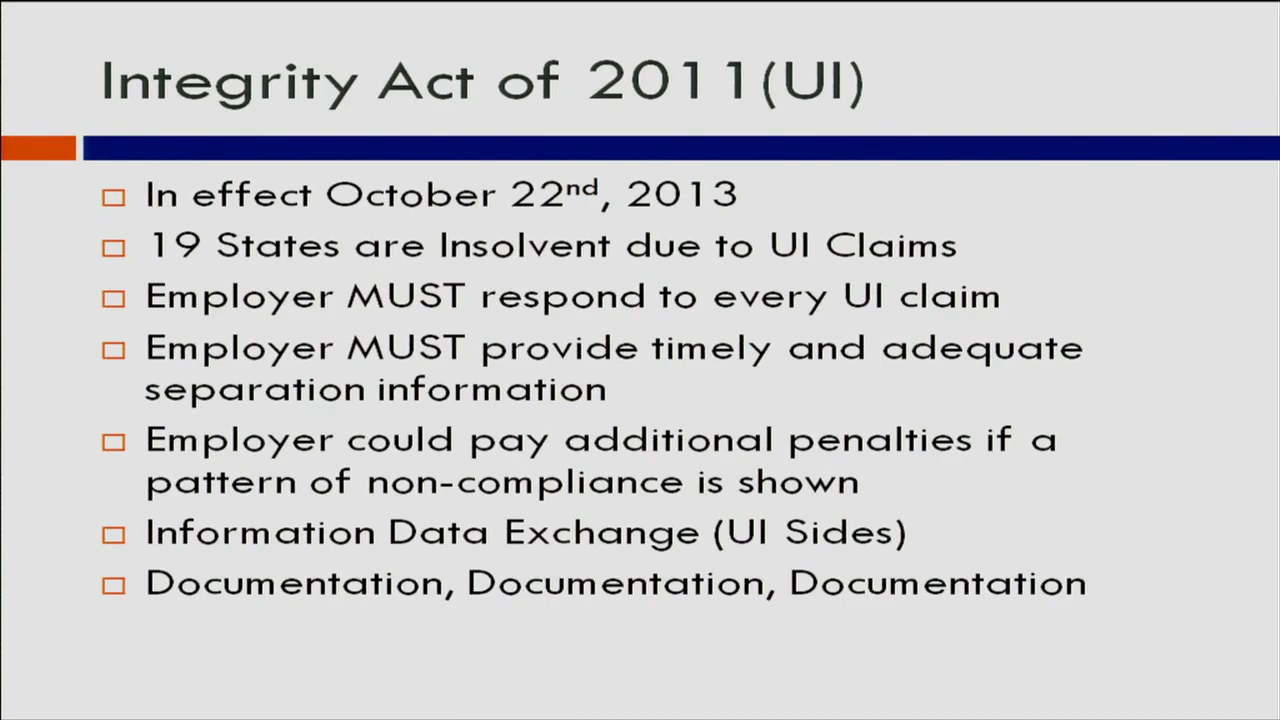 Integrity Act of 2011(UI)
In effect October 22nd, 2013
19 States are Insolvent due to UI Claims
Employer MUST respond to every UI claim
Employer MUST provide timely and adequate
separation information
Employer could pay additional penalties if a
pattern of non-compliance is shown
Information Data Exchange (UI Sides)
Documentation, Documentation, Documentation